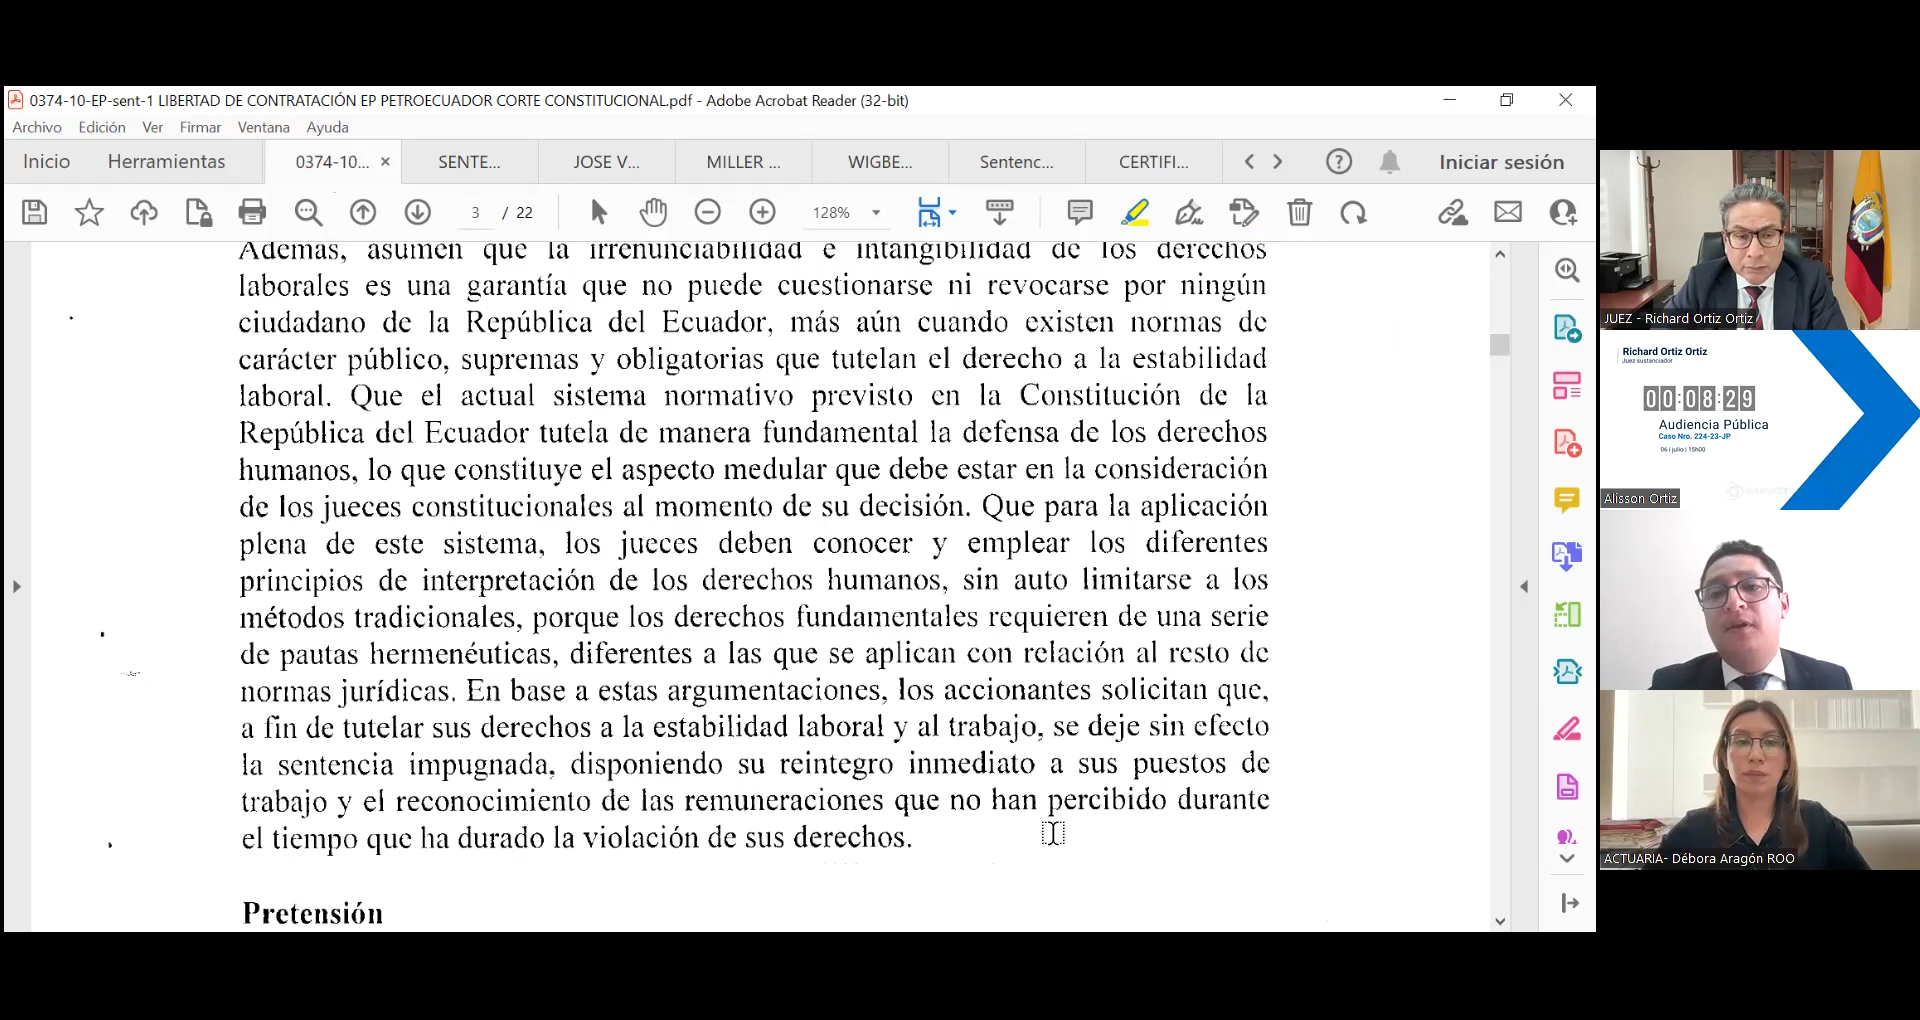 0374-10-EP-sent-1 LIBERTAD DE CONTRATACIÓN EP PETROECUADOR CORTE CONSTITUCIONAL.pdf - Adobe Acrobat Reader (32-bit)
Archivo Edición Ver Firmar Ventana Ayuda
Inicio Herramientas 0374-10... × SENTE... JOSE V... MILLER ... WIGBE... Sentenc... CERTIFI... Iniciar sesión
3 / 22 128%
Además, asumen que la irrenunciabilidad e intangibilidad de los derechos
laborales es una garantía que no puede cuestionarse ni revocarse por ningún
ciudadano de la República del Ecuador, más aún cuando existen normas de
carácter público, supremas y obligatorias que tutelan el derecho a la estabilidad
laboral. Que el actual sistema normativo previsto en la Constitución de la
República del Ecuador tutela de manera fundamental la defensa de los derechos
humanos, lo que constituye el aspecto medular que debe estar en la consideración
de los jueces constitucionales al momento de su decisión. Que para la aplicación
plena de este sistema, los jueces deben conocer y emplear los diferentes
principios de interpretación de los derechos humanos, sin auto limitarse a los
métodos tradicionales, porque los derechos fundamentales requieren de una serie
de pautas hermenéuticas, diferentes a las que se aplican con relación al resto de
normas jurídicas. En base a estas argumentaciones, los accionantes solicitan que,
a fin de tutelar sus derechos a la estabilidad laboral y al trabajo, se deje sin efecto
la sentencia impugnada, disponiendo su reintegro inmediato a sus puestos de
trabajo y el reconocimiento de las remuneraciones que no han percibido durante
el tiempo que ha durado la violación de sus derechos.
Pretensión
JUEZ - Richard Ortiz Ortiz
Richard Ortiz Ortiz
Juez sustanciador
00:08:29
Audiencia Pública
Caso Nro. 224-23-JP
06 | julio | 15h00
Alisson Ortiz
ACTUARIA- Débora Aragón ROO